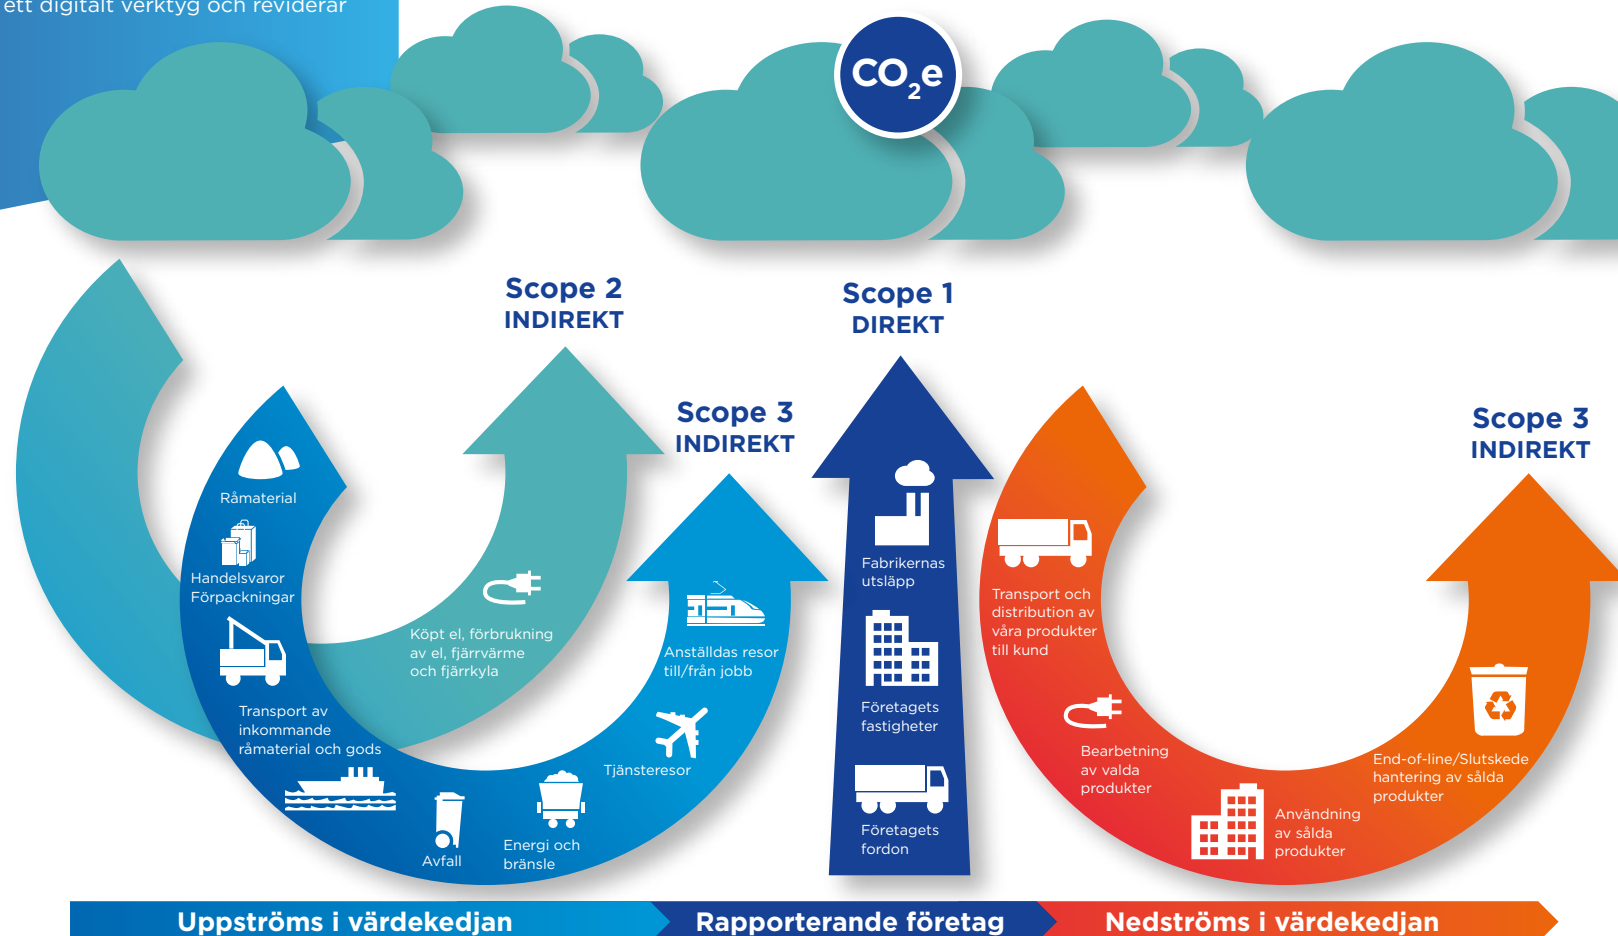 ett digitalt verktyg och reviderar
CO₂e
Scope 2
INDIREKT
Scope 1
DIREKT
Scope 3
INDIREKT
Scope 3
INDIREKT
Råmaterial
Handelsvaror
Förpackningar
Transport av
inkommande
råmaterial och gods
Avfall
Energi och
bränsle
Tjänsteresor
Anställdas resor
till/från jobb
Köpt el, förbrukning
av el, fjärrvärme
och fjärrkyla
Fabrikernas
utsläpp
Företagets
fastigheter
Företagets
fordon
Transport och
distribution av
våra produkter
till kund
Bearbetning
av valda
produkter
Användning
av sålda
produkter
End-of-line/Slutskede
hantering av sålda
produkter
Uppströms i värdekedjan
Rapporterande företag
Nedströms i värdekedjan